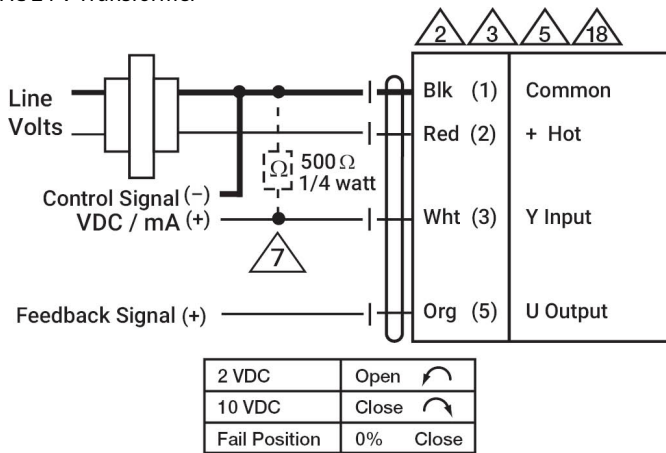 2 3 5 18
Line
Volts
Blk (1) Common
Red (2) + Hot
Ω 500 Ω
1/4 watt
Control Signal (−)
VDC / mA (+)
Wht (3) Y Input
7
Feedback Signal (+)
Org (5) U Output
2 VDC Open
10 VDC Close
Fail Position 0% Close